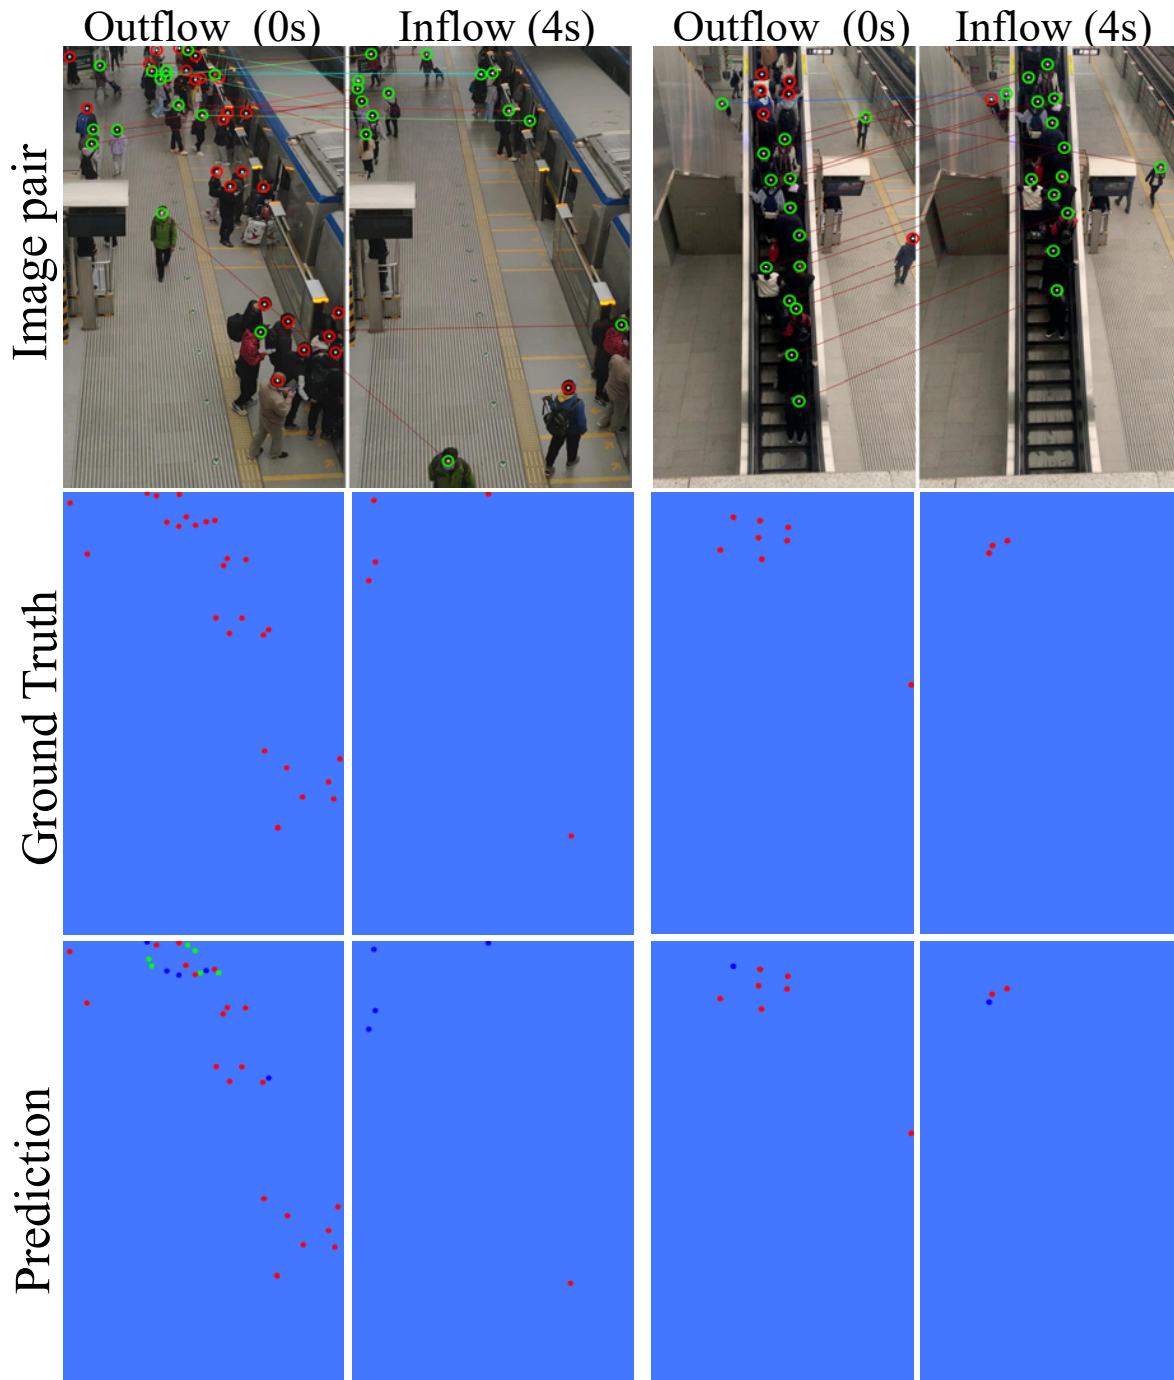 Outflow (0s)
Inflow (4s)
Outflow (0s)
Inflow (4s)
Image pair
Ground Truth
Prediction